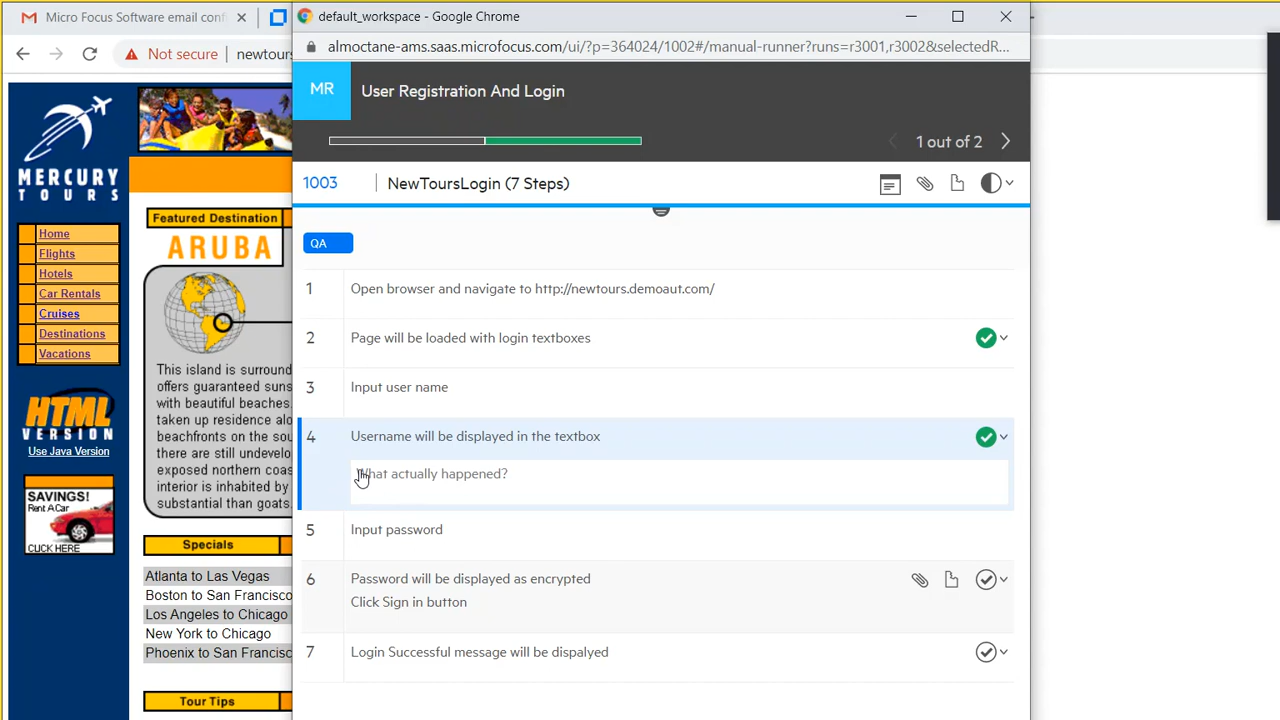 Micro Focus Software email conf
Not secure
newtours
default_workspace - Google Chrome
almoctane-ams.saas.microfocus.com/ui/?p=364024/1002#/manual-runner?runs=r3001,r3002&selectedR...
MR
User Registration And Login
1 out of 2
1003
NewToursLogin (7 Steps)
QA
1 Open browser and navigate to http://newtours.demoaut.com/
2 Page will be loaded with login textboxes
3 Input user name
4 Username will be displayed in the textbox
What actually happened?
5 Input password
6 Password will be displayed as encrypted
Click Sign in button
7 Login Successful message will be dispalyed
MERCURY
TOURS
Home
Flights
Hotels
Car Rentals
Cruises
Destinations
Vacations
HTML
VERSION
Use Java Version
SAVINGS!
Rent A Car
CLICK HERE
Featured Destination
ARUBA
This island is surround
offers guaranteed suns
with beautiful beaches.
taken up residence alo
beachfronts on the sou
there are still undevelo
exposed northern coas
interior is inhabited by
substantial than goats.
Specials
Atlanta to Las Vegas
Boston to San Francisco
Los Angeles to Chicago
New York to Chicago
Phoenix to San Francisc
Tour Tips